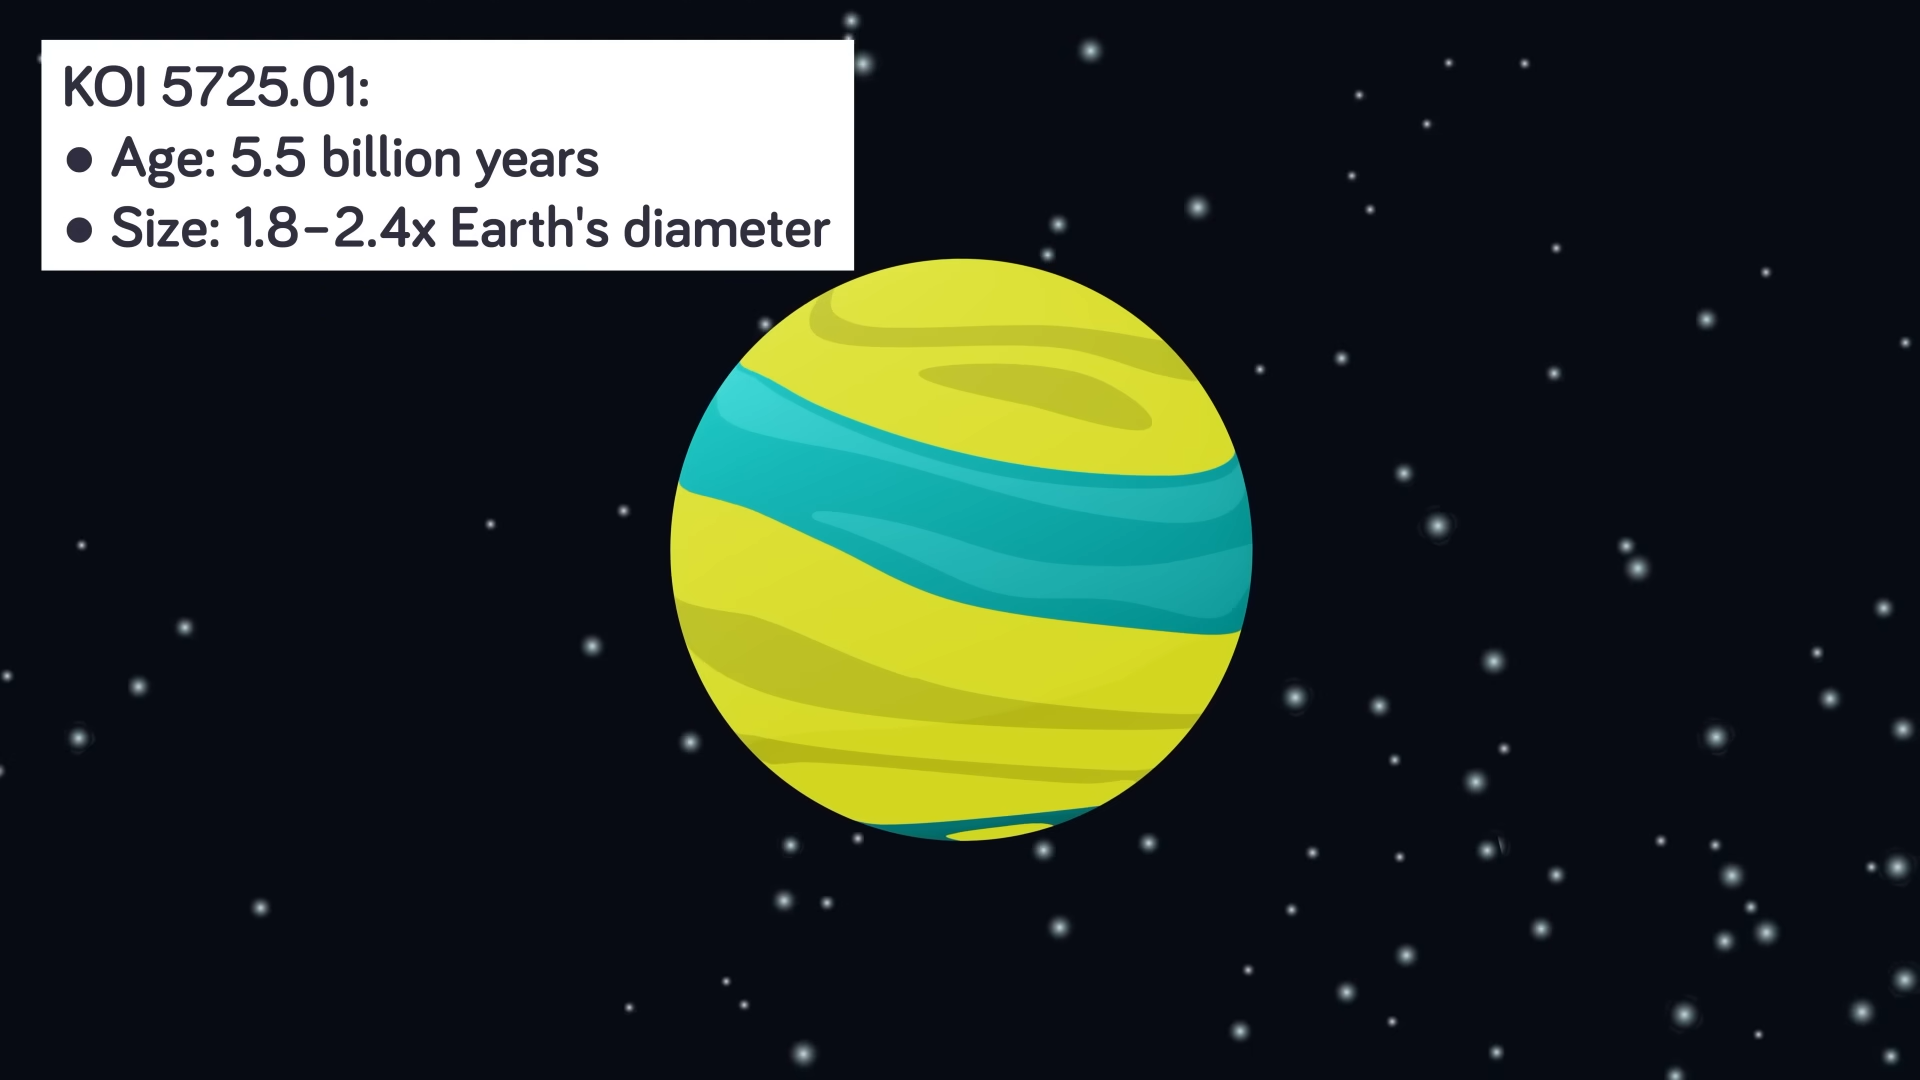 KOI 5725.01:
● Age: 5.5 billion years
● Size: 1.8–2.4x Earth's diameter